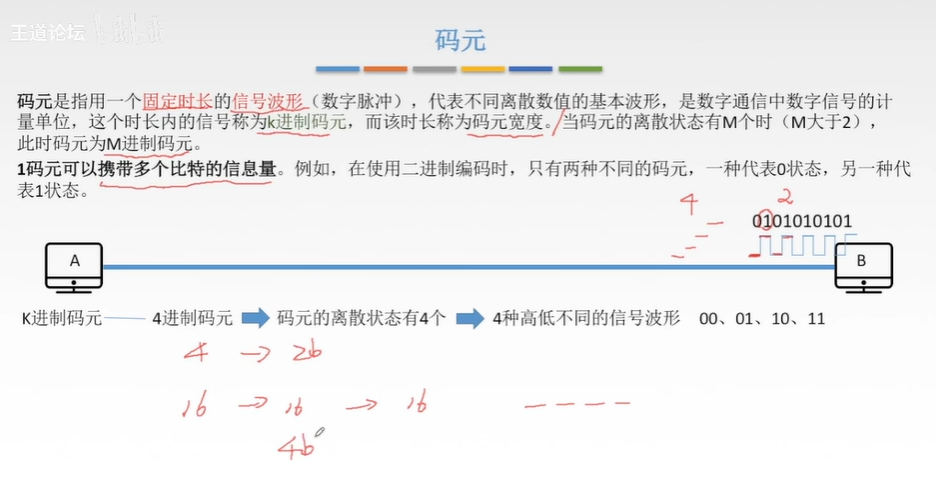 王道论坛
码元
码元是指用一个固定时长的信号波形（数字脉冲），代表不同离散数值的基本波形，是数字通信中数字信号的计
量单位，这个时长内的信号称为k进制码元，而该时长称为码元宽度。当码元的离散状态有M个时（M大于2），
此时码元为M进制码元。
1码元可以携带多个比特的信息量。例如，在使用二进制编码时，只有两种不同的码元，一种代表0状态，另一种代
表1状态。
4 2
0101010101
A B
K进制码元 4进制码元 码元的离散状态有4个 4种高低不同的信号波形 00、01、10、11
4 → 2b
16 → 16 → 16
4b